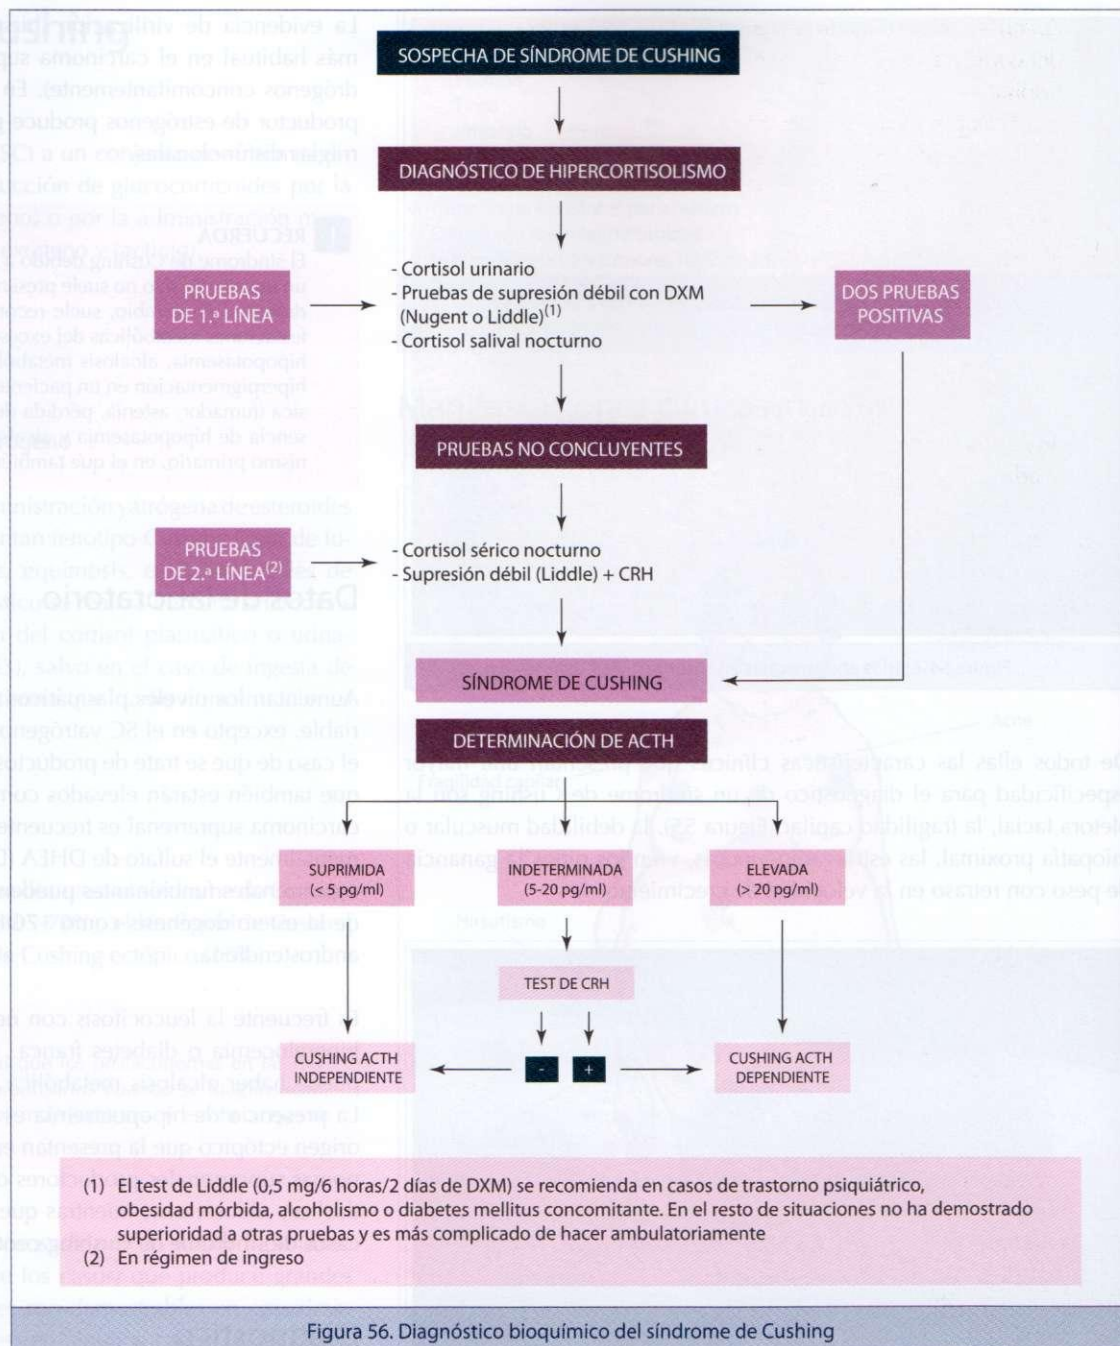 SOSPECHA DE SÍNDROME DE CUSHING
DIAGNÓSTICO DE HIPERCORTISOLISMO
PRUEBAS
DE 1.ª LÍNEA
- Cortisol urinario
- Pruebas de supresión débil con DXM
(Nugent o Liddle)(1)
- Cortisol salival nocturno
DOS PRUEBAS
POSITIVAS
PRUEBAS NO CONCLUYENTES
PRUEBAS
DE 2.ª LÍNEA(2)
- Cortisol sérico nocturno
- Supresión débil (Liddle) + CRH
SÍNDROME DE CUSHING
DETERMINACIÓN DE ACTH
SUPRIMIDA
(< 5 pg/ml)
INDETERMINADA
(5-20 pg/ml)
ELEVADA
(> 20 pg/ml)
TEST DE CRH
CUSHING ACTH
INDEPENDIENTE
-
+
CUSHING ACTH
DEPENDIENTE
(1) El test de Liddle (0,5 mg/6 horas/2 días de DXM) se recomienda en casos de trastorno psiquiátrico,
obesidad mórbida, alcoholismo o diabetes mellitus concomitante. En el resto de situaciones no ha demostrado
superioridad a otras pruebas y es más complicado de hacer ambulatoriamente
(2) En régimen de ingreso
Figura 56. Diagnóstico bioquímico del síndrome de Cushing